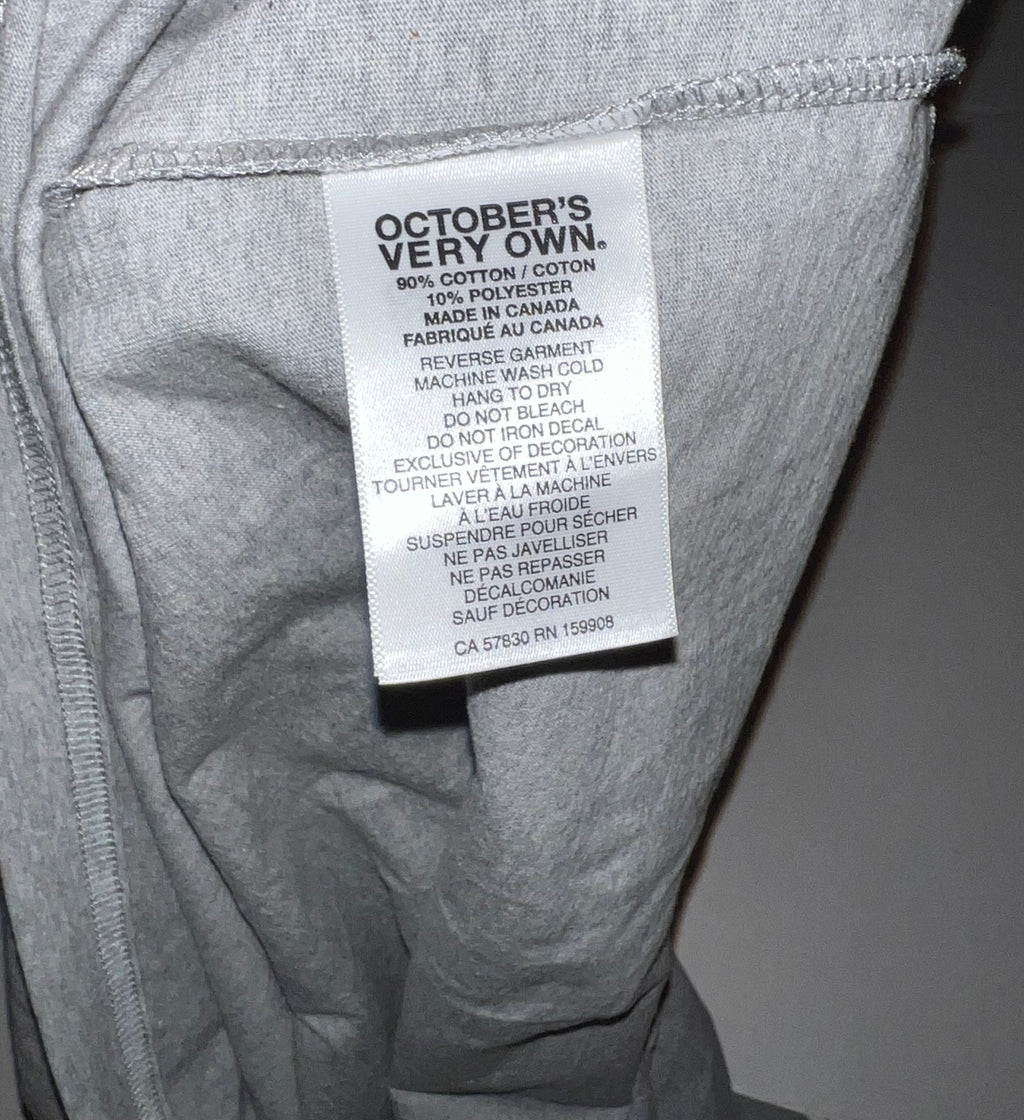 OCTOBER'S
VERY OWN.
90% COTTON / COTON
10% POLYESTER
MADE IN CANADA
FABRIQUÉ AU CANADA
REVERSE GARMENT
MACHINE WASH COLD
HANG TO DRY
DO NOT BLEACH
DO NOT IRON DECAL
EXCLUSIVE OF DECORATION
TOURNER VÊTEMENT À L'ENVERS
LAVER À LA MACHINE
À L'EAU FROIDE
SUSPENDRE POUR SÉCHER
NE PAS JAVELLISER
NE PAS REPASSER
DÉCALCOMANIE
SAUF DÉCORATION
CA 57830 RN 159908